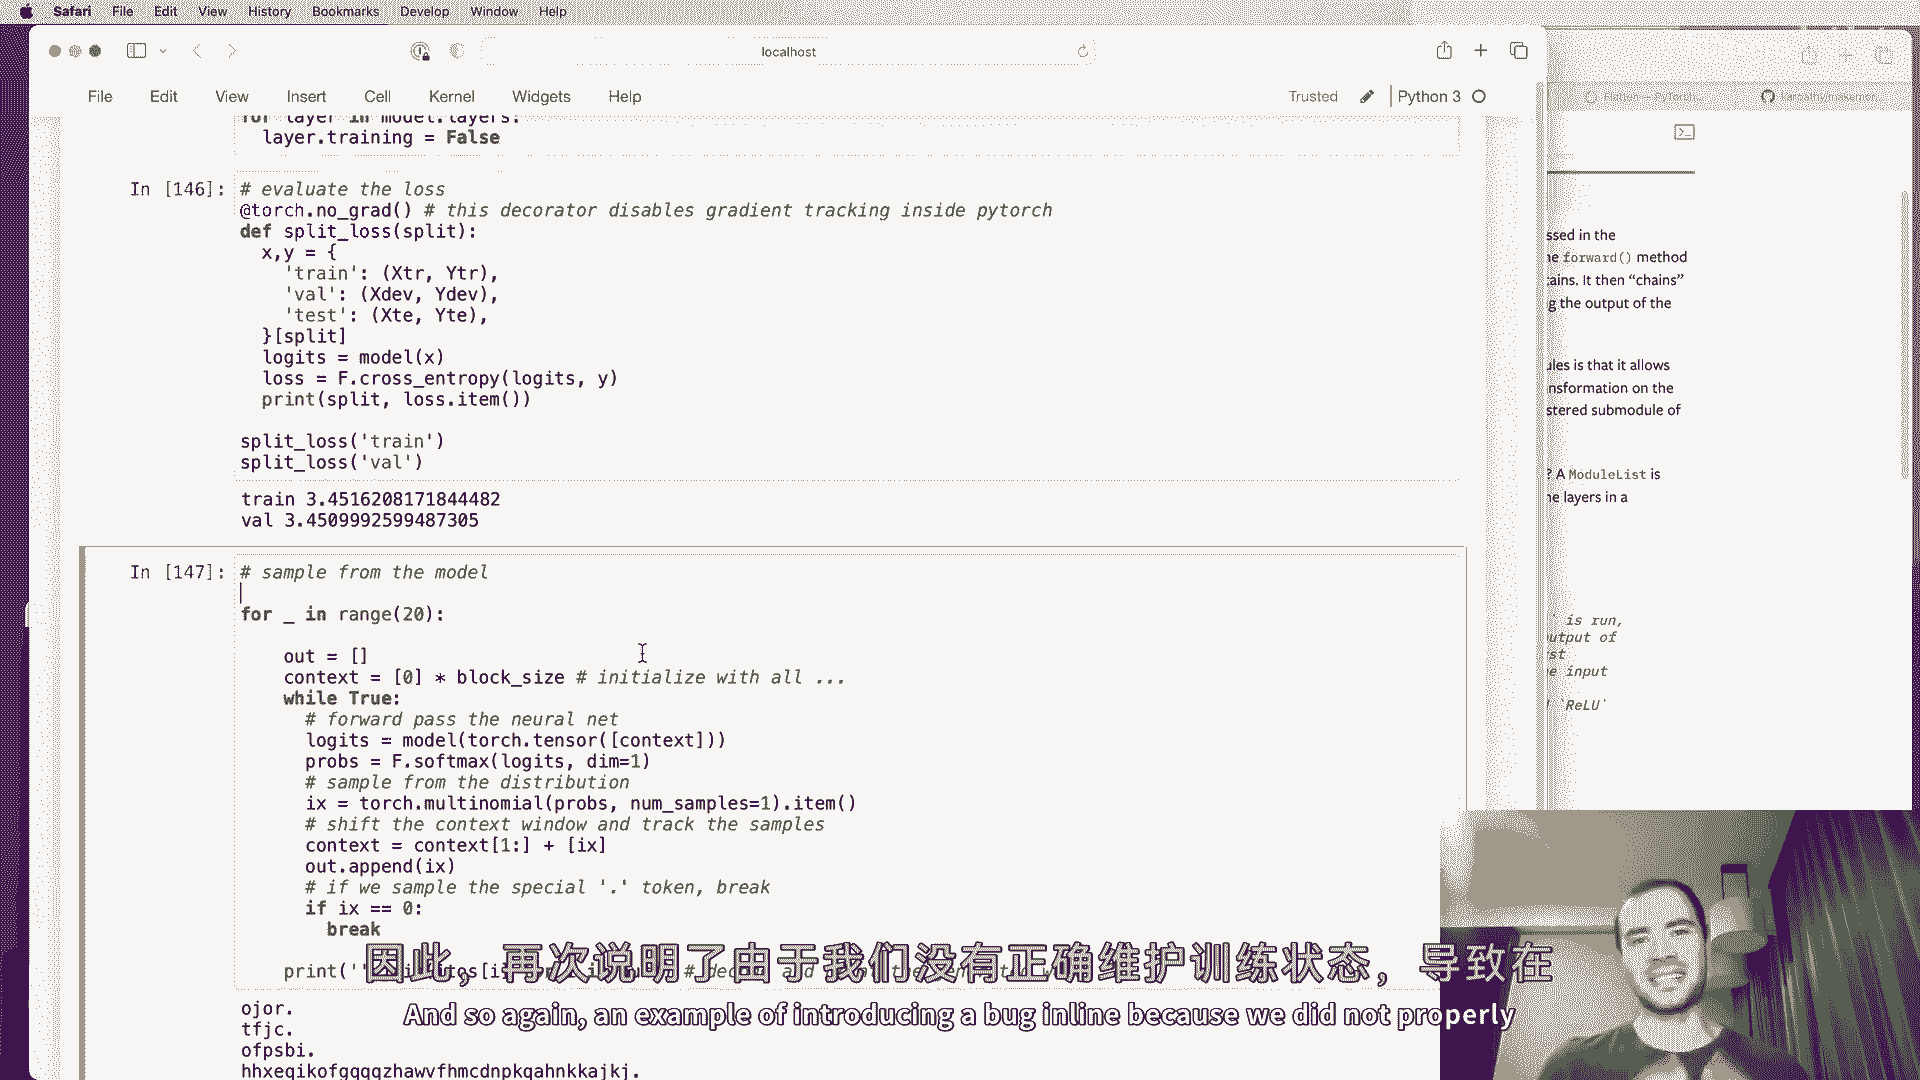 Safari File Edit View History Bookmarks Develop Window Help
localhost
File Edit View Insert Cell Kernel Widgets Help
Trusted Python 3
Flatten — PyTorch...
karpathy/makemor...
for layer in model.layers:
layer.training = False
In [146]: # evaluate the loss
@torch.no_grad() # this decorator disables gradient tracking inside pytorch
def split_loss(split):
x,y = {
'train': (Xtr, Ytr),
'val': (Xdev, Ydev),
'test': (Xte, Yte),
}[split]
logits = model(x)
loss = F.cross_entropy(logits, y)
print(split, loss.item())
split_loss('train')
split_loss('val')
train 3.4516208171844482
val 3.4509992599487305
In [147]: # sample from the model
for _ in range(20):
out = []
context = [0] * block_size # initialize with all ...
while True:
# forward pass the neural net
logits = model(torch.tensor([context]))
probs = F.softmax(logits, dim=1)
# sample from the distribution
ix = torch.multinomial(probs, num_samples=1).item()
# shift the context window and track the samples
context = context[1:] + [ix]
out.append(ix)
# if we sample the special '.' token, break
if ix == 0:
break
print(''
ojor.
tfjc.
ofpsbi.
hhxeqikofgqqqzhawvfhmcdnpkqahnkkajkj.
ssed in the
forward() method
tains. It then “chains”
g the output of the
ules is that it allows
nsformation on the
stered submodule of
? A ModuleList is
he layers in a
is run,
output of
st
input
`ReLU`
因此，再次说明了由于我们没有正确维护训练状态，导致在
And so again, an example of introducing a bug inline because we did not properly